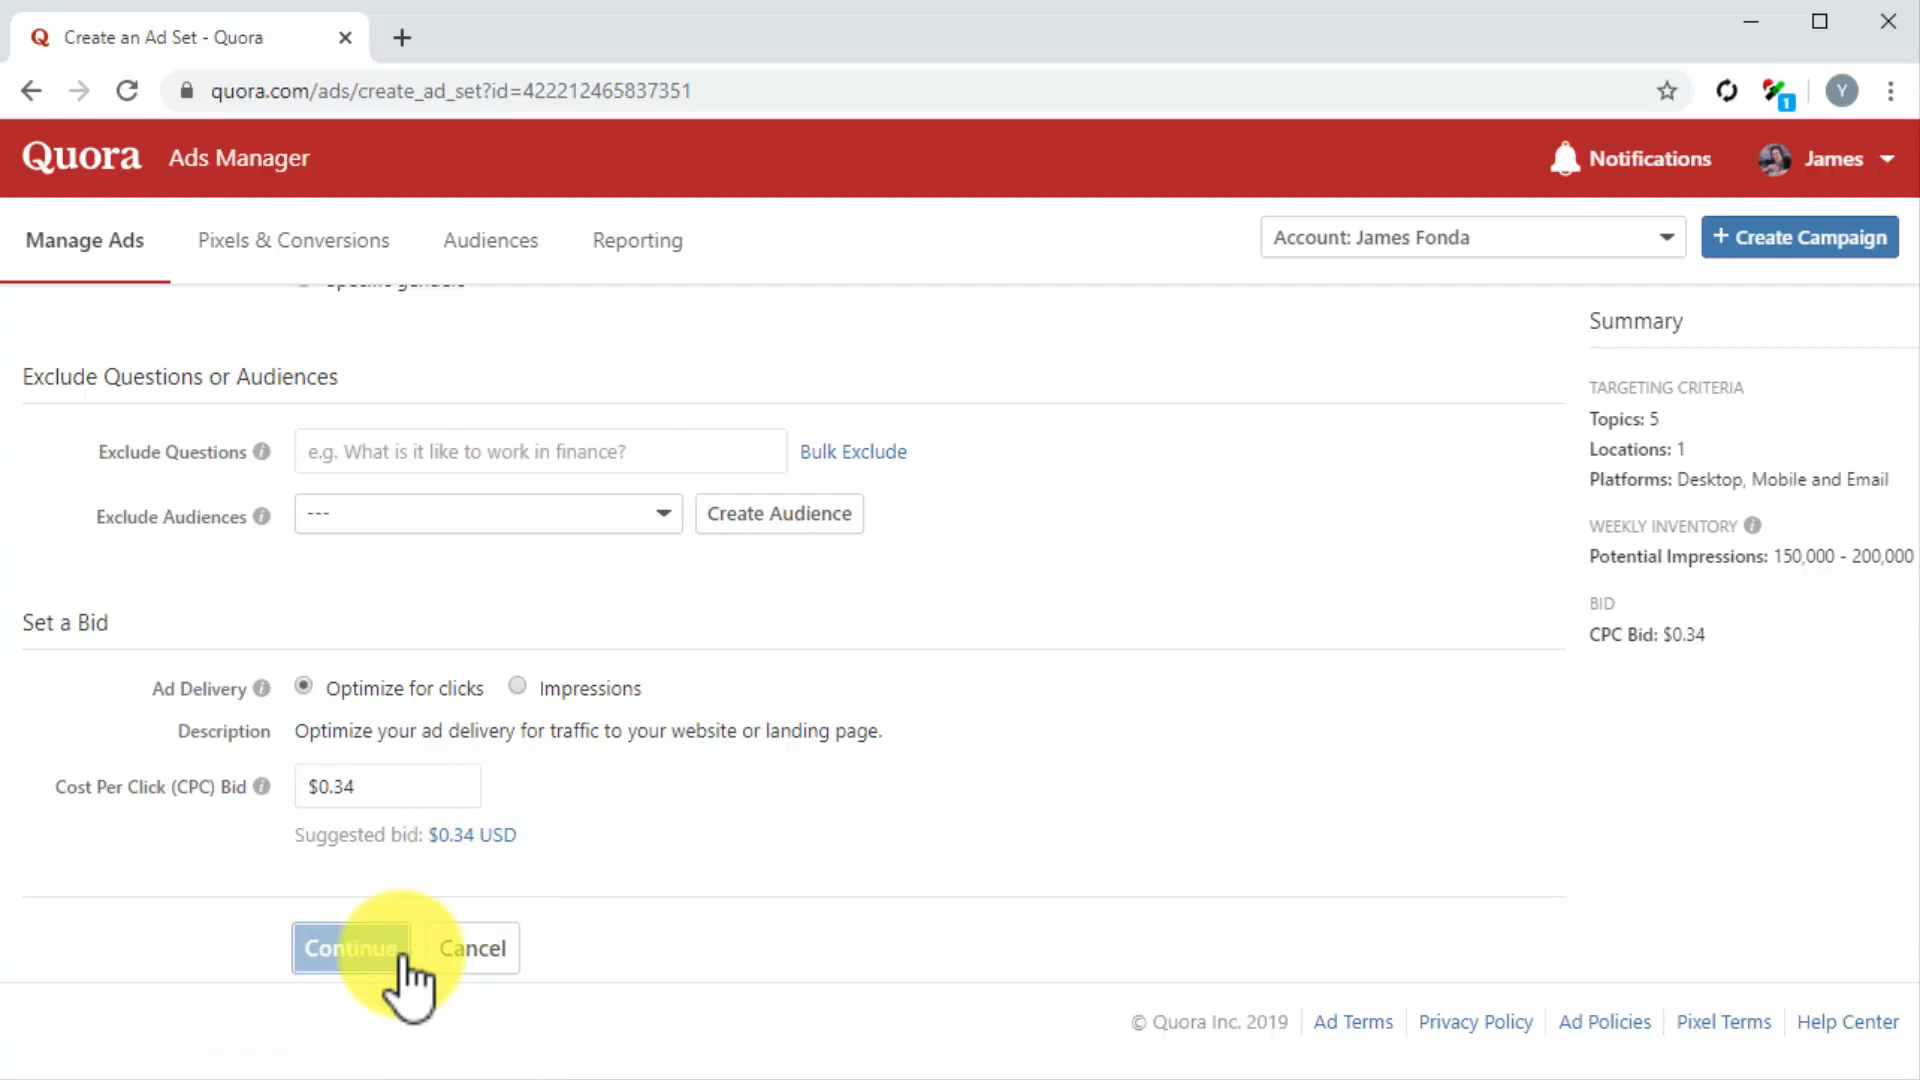 Create an Ad Set - Quora
quora.com/ads/create_ad_set?id=422212465837351
1
Y
Quora Ads Manager
Notifications
James
Manage Ads
Pixels & Conversions
Audiences
Reporting
Account: James Fonda
+ Create Campaign
Specific genders
Exclude Questions or Audiences
Exclude Questions
e.g. What is it like to work in finance?
Bulk Exclude
Exclude Audiences
---
Create Audience
Set a Bid
Ad Delivery
Optimize for clicks
Impressions
Description
Optimize your ad delivery for traffic to your website or landing page.
Cost Per Click (CPC) Bid
$0.34
Suggested bid: $0.34 USD
Continue
Cancel
Summary
TARGETING CRITERIA
Topics: 5
Locations: 1
Platforms: Desktop, Mobile and Email
WEEKLY INVENTORY
Potential Impressions: 150,000 - 200,000
BID
CPC Bid: $0.34
© Quora Inc. 2019
Ad Terms
Privacy Policy
Ad Policies
Pixel Terms
Help Center